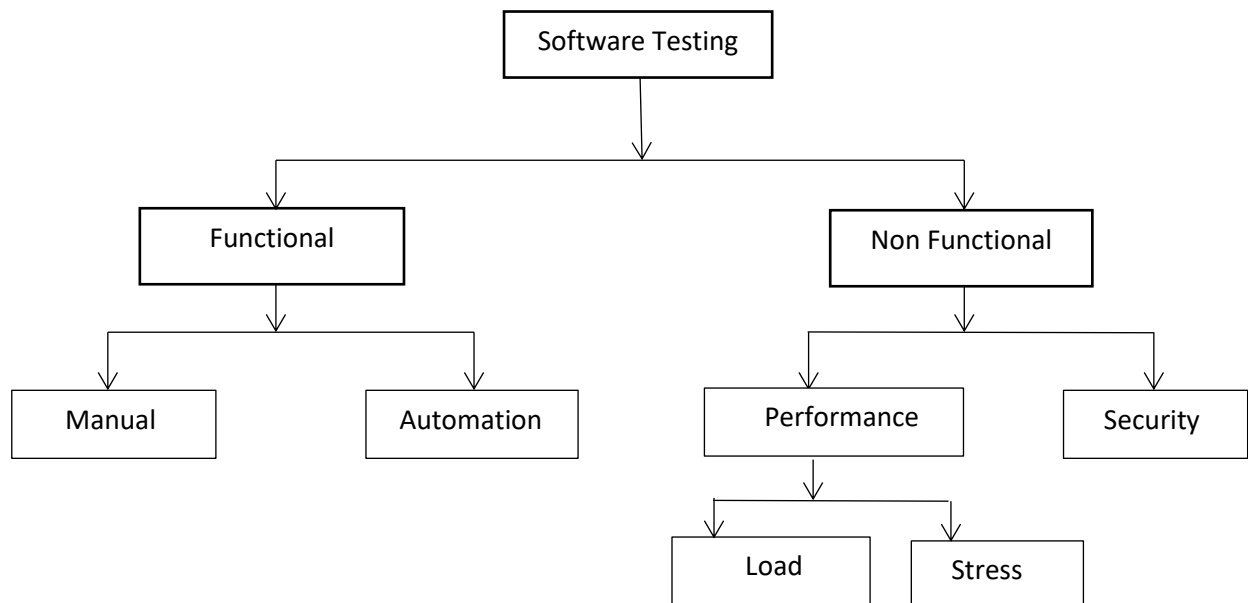 Software Testing
Functional
Non Functional
Manual
Automation
Performance
Security
Load
Stress